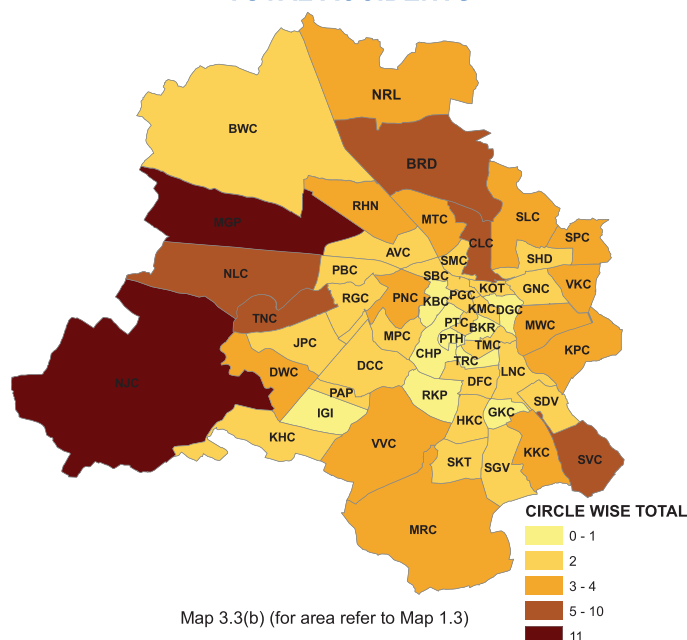 TOTAL ACCIDENTS
NRL
BWC
BRD
RHN
MGP
MTC
SLC
SPC
CLC
AVC
SMC
SHD
NLC
PBC
SBC
KOT
GNC
VKC
RGC
PNC
KBC
PGC
KMC
DGC
TNC
PTC
BKR
MWC
MPC
PTH
TMC
JPC
CHP
TRC
KPC
DCC
LNC
DWC
DFC
NJC
PAP
RKP
SDV
IGI
GKC
HKC
KHC
VVC
KKC
SKT
SGV
SVC
MRC
CIRCLE WISE TOTAL
0 - 1
2
3 - 4
5 - 10
11
Map 3.3(b) (for area refer to Map 1.3)